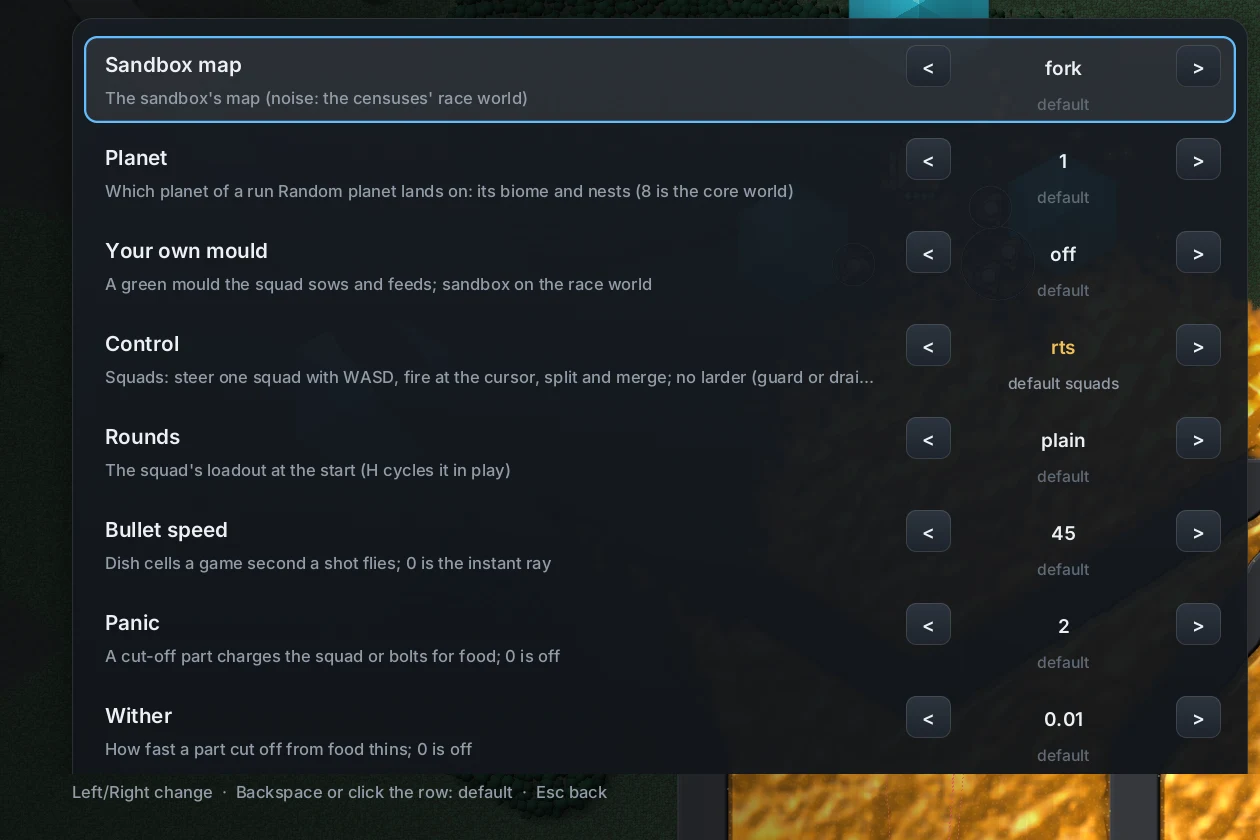 Sandbox map
< fork >
The sandbox's map (noise: the censuses' race world)
default
Planet
< 1 >
Which planet of a run Random planet lands on: its biome and nests (8 is the core world)
default
Your own mould
< off >
A green mould the squad sows and feeds; sandbox on the race world
default
Control
< rts >
Squads: steer one squad with WASD, fire at the cursor, split and merge; no larder (guard or drai...
default squads
Rounds
< plain >
The squad's loadout at the start (H cycles it in play)
default
Bullet speed
< 45 >
Dish cells a game second a shot flies; 0 is the instant ray
default
Panic
< 2 >
A cut-off part charges the squad or bolts for food; 0 is off
default
Wither
< 0.01 >
How fast a part cut off from food thins; 0 is off
default
Left/Right change · Backspace or click the row: default · Esc back